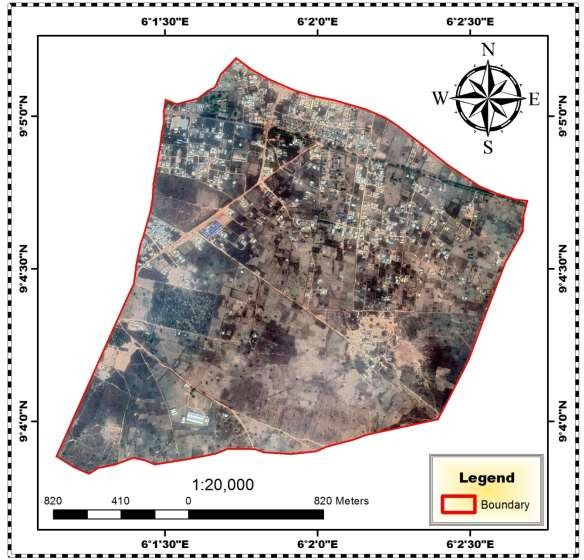 6°1'30"E 6°2'0"E 6°2'30"E
N
W E
S
9°5'0"N 9°5'0"N
9°4'30"N 9°4'30"N
9°4'0"N 9°4'0"N
1:20,000
820 410 0 820 Meters
Legend
Boundary
6°1'30"E 6°2'0"E 6°2'30"E